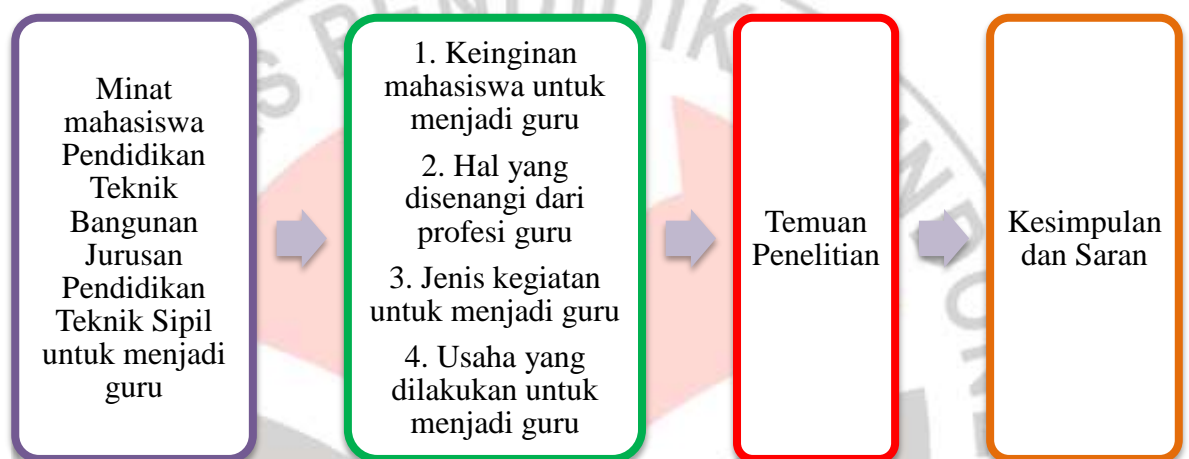 Minat
mahasiswa
Pendidikan
Teknik
Bangunan
Jurusan
Pendidikan
Teknik Sipil
untuk menjadi
guru
1. Keinginan
mahasiswa untuk
menjadi guru
2. Hal yang
disenangi dari
profesi guru
3. Jenis kegiatan
untuk menjadi guru
4. Usaha yang
dilakukan untuk
menjadi guru
Temuan
Penelitian
Kesimpulan
dan Saran